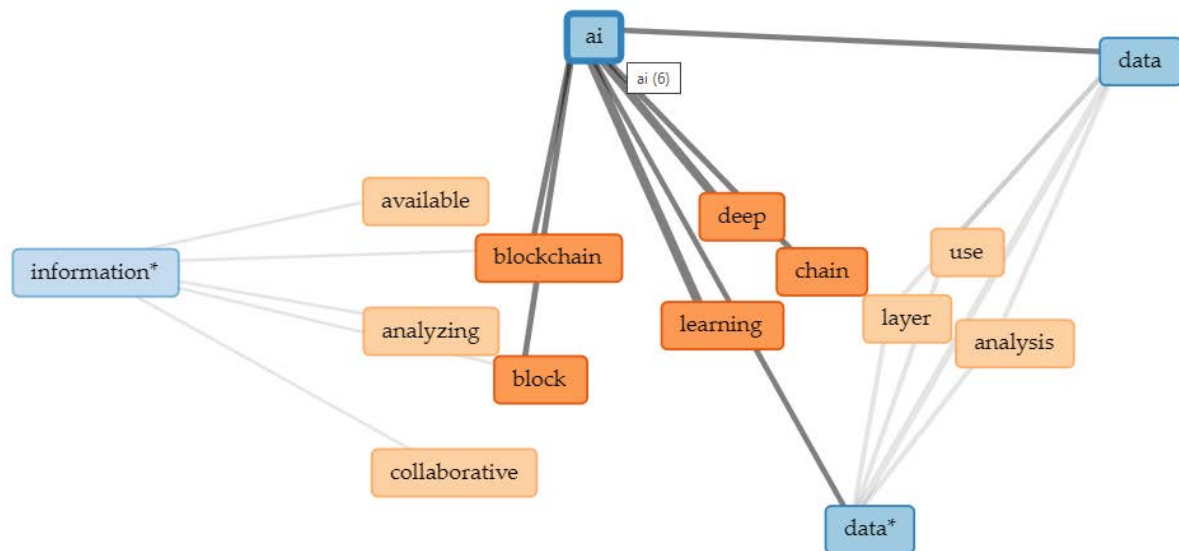 ai
data
ai (6)
available
deep
use
blockchain
information*
chain
layer
learning
analyzing
analysis
block
collaborative
data*